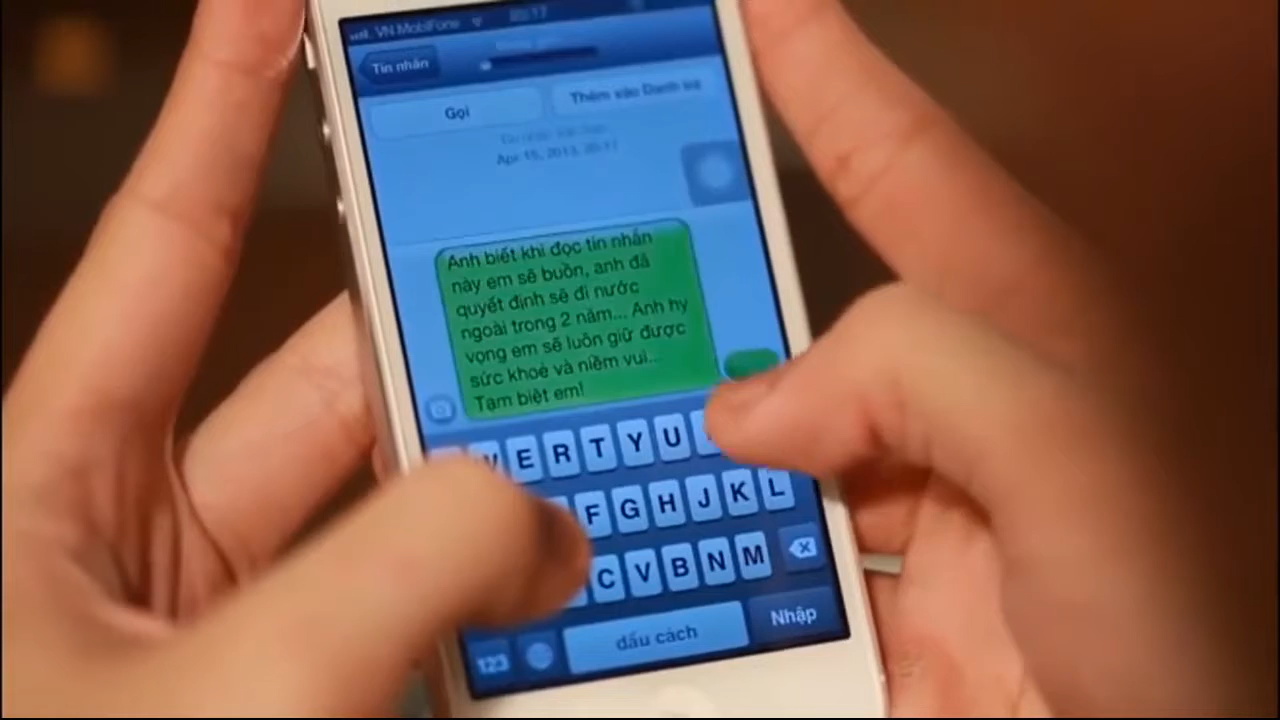 VN MobiFone
Tin nhắn
Gọi
Thêm vào Danh bạ
Apr 15, 2013, 20:17
Anh biết khi đọc tin nhắn
này em sẽ buồn, anh đã
quyết định sẽ đi nước
ngoài trong 2 năm... Anh hy
vọng em sẽ luôn giữ được
sức khoẻ và niềm vui...
Tạm biệt em!
W E R T Y U
F G H J K L
C V B N M
123 dấu cách Nhập